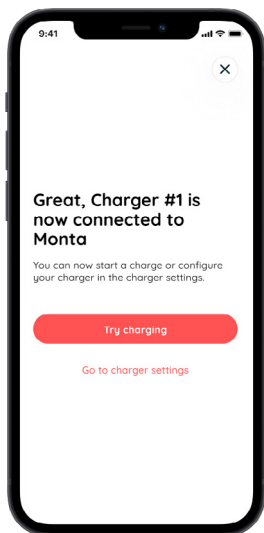 9:41
Great, Charger #1 is
now connected to
Monta
You can now start a charge or configure
your charger in the charger settings.
Try charging
Go to charger settings